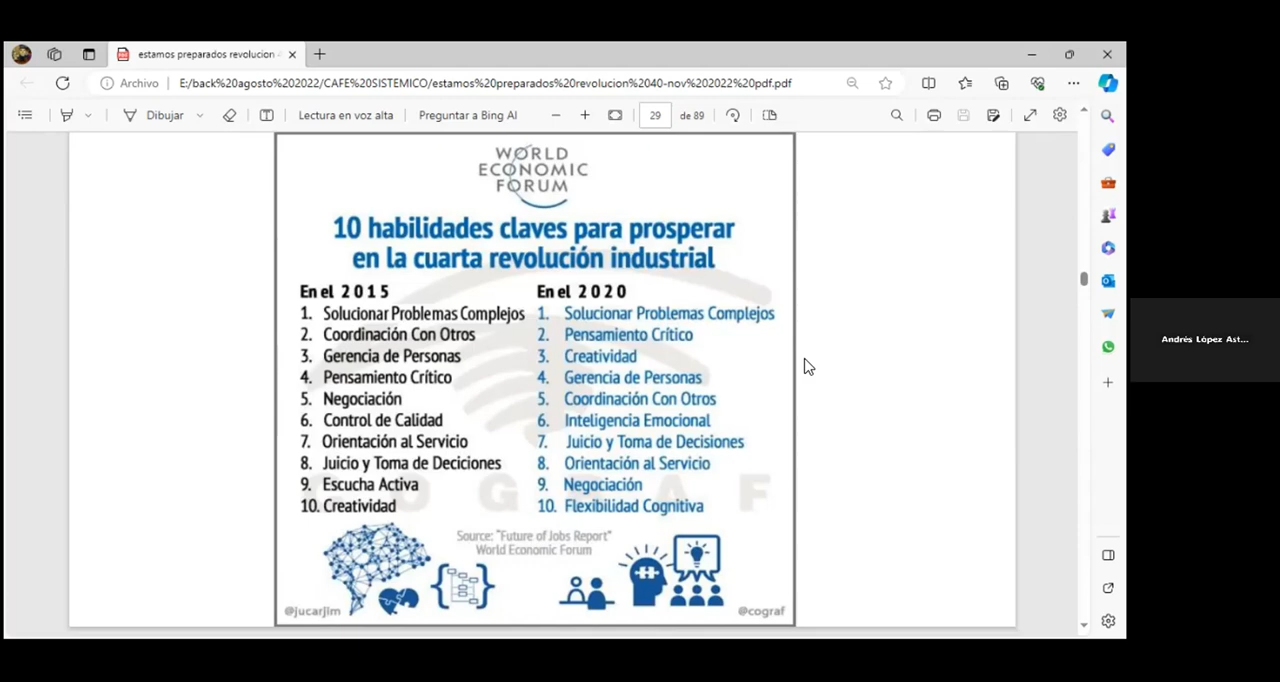 estamos preparados revolucion
Archivo
E:/back%20agosto%202022/CAFE%20SISTEMICO/estamos%20preparados%20revolucion%2040-nov%202022%20pdf.pdf
Dibujar
Lectura en voz alta
Preguntar a Bing AI
29
de 89
WORLD
ECONOMIC
FORUM
10 habilidades claves para prosperar
en la cuarta revolución industrial
En el 2015
1. Solucionar Problemas Complejos
2. Coordinación Con Otros
3. Gerencia de Personas
4. Pensamiento Crítico
5. Negociación
6. Control de Calidad
7. Orientación al Servicio
8. Juicio y Toma de Deciciones
9. Escucha Activa
10. Creatividad
En el 2020
1. Solucionar Problemas Complejos
2. Pensamiento Crítico
3. Creatividad
4. Gerencia de Personas
5. Coordinación Con Otros
6. Inteligencia Emocional
7. Juicio y Toma de Decisiones
8. Orientación al Servicio
9. Negociación
10. Flexibilidad Cognitiva
COGRAF
Source: "Future of Jobs Report"
World Economic Forum
@jucarjim
@cograf
Andrés López Ast...